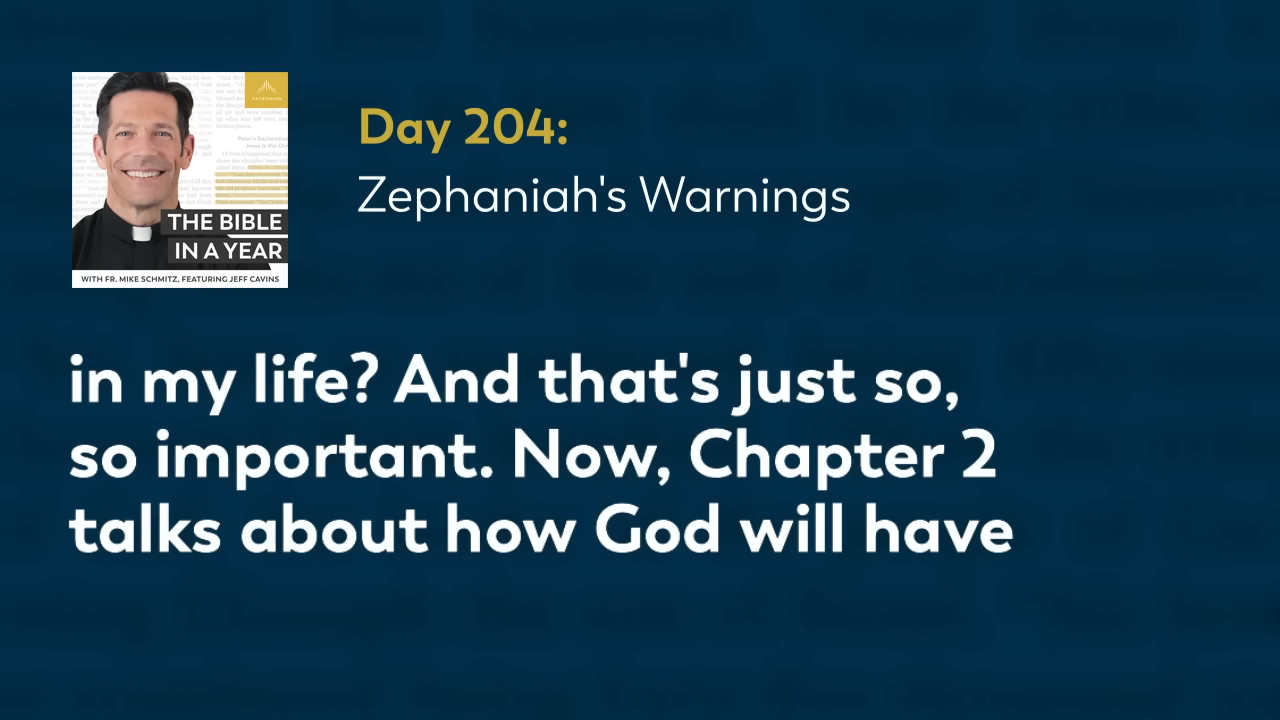 ASCENSION
THE BIBLE
IN A YEAR
WITH FR. MIKE SCHMITZ, FEATURING JEFF CAVINS
Day 204:
Zephaniah's Warnings
in my life? And that's just so,
so important. Now, Chapter 2
talks about how God will have